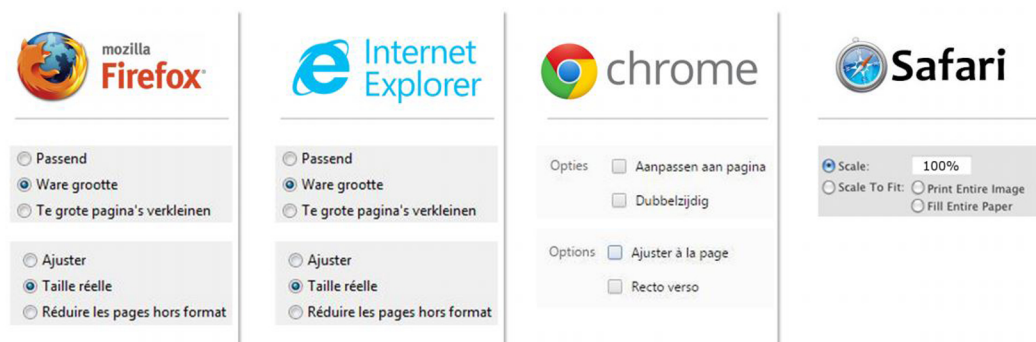 mozilla
Firefox
Passend
Ware grootte
Te grote pagina's verkleinen
Ajuster
Taille réelle
Réduire les pages hors format
Internet
Explorer
Passend
Ware grootte
Te grote pagina's verkleinen
Ajuster
Taille réelle
Réduire les pages hors format
chrome
Opties Aanpassen aan pagina
Dubbelzijdig
Options Ajuster à la page
Recto verso
Safari
Scale: 100%
Scale To Fit: Print Entire Image
Fill Entire Paper